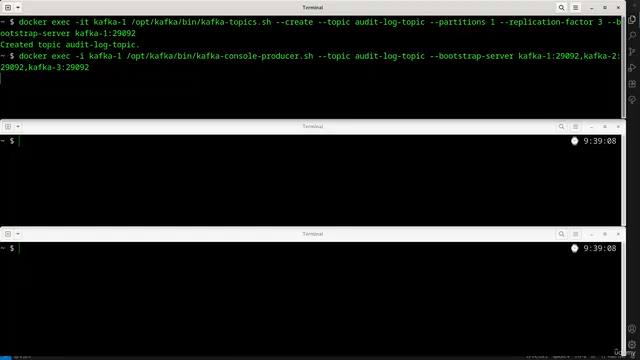 Terminal
~ $ docker exec -it kafka-1 /opt/kafka/bin/kafka-topics.sh --create --topic audit-log-topic --partitions 1 --replication-factor 3 --b
ootstrap-server kafka-1:29092
Created topic audit-log-topic.
~ $ docker exec -i kafka-1 /opt/kafka/bin/kafka-console-producer.sh --topic audit-log-topic --bootstrap-server kafka-1:29092,kafka-2:
29092,kafka-3:29092
Terminal
~ $
9:39:08
Terminal
~ $
9:39:08